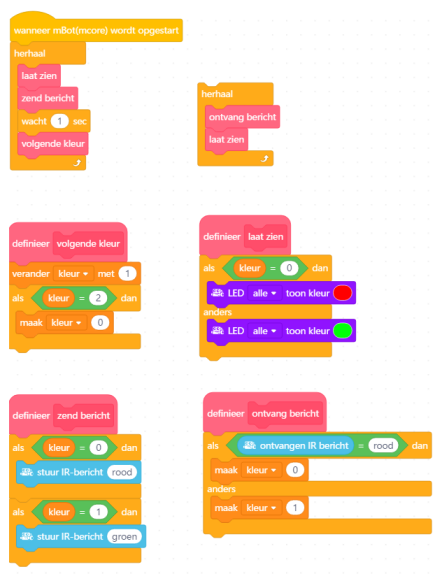 wanneer mBot(mcore) wordt opgestart
herhaal
laat zien
zend bericht
wacht 1 sec
volgende kleur
herhaal
ontvang bericht
laat zien
definieer volgende kleur
verander kleur met 1
als kleur = 2 dan
maak kleur 0
definieer laat zien
als kleur = 0 dan
LED alle toon kleur
anders
LED alle toon kleur
definieer zend bericht
als kleur = 0 dan
stuur IR-bericht rood
als kleur = 1 dan
stuur IR-bericht groen
definieer ontvang bericht
als ontvangen IR bericht = rood dan
maak kleur 0
anders
maak kleur 1